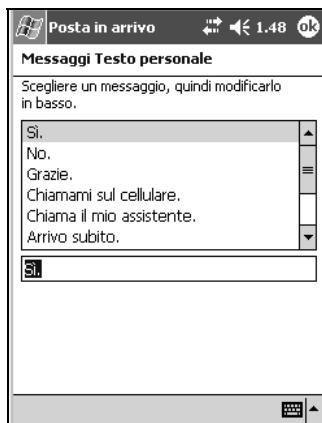 Posta in arrivo 1.48 ok
Messaggi Testo personale
Scegliere un messaggio, quindi modificarlo
in basso.
Sì.
No.
Grazie.
Chiamami sul cellulare.
Chiama il mio assistente.
Arrivo subito.
Sì.